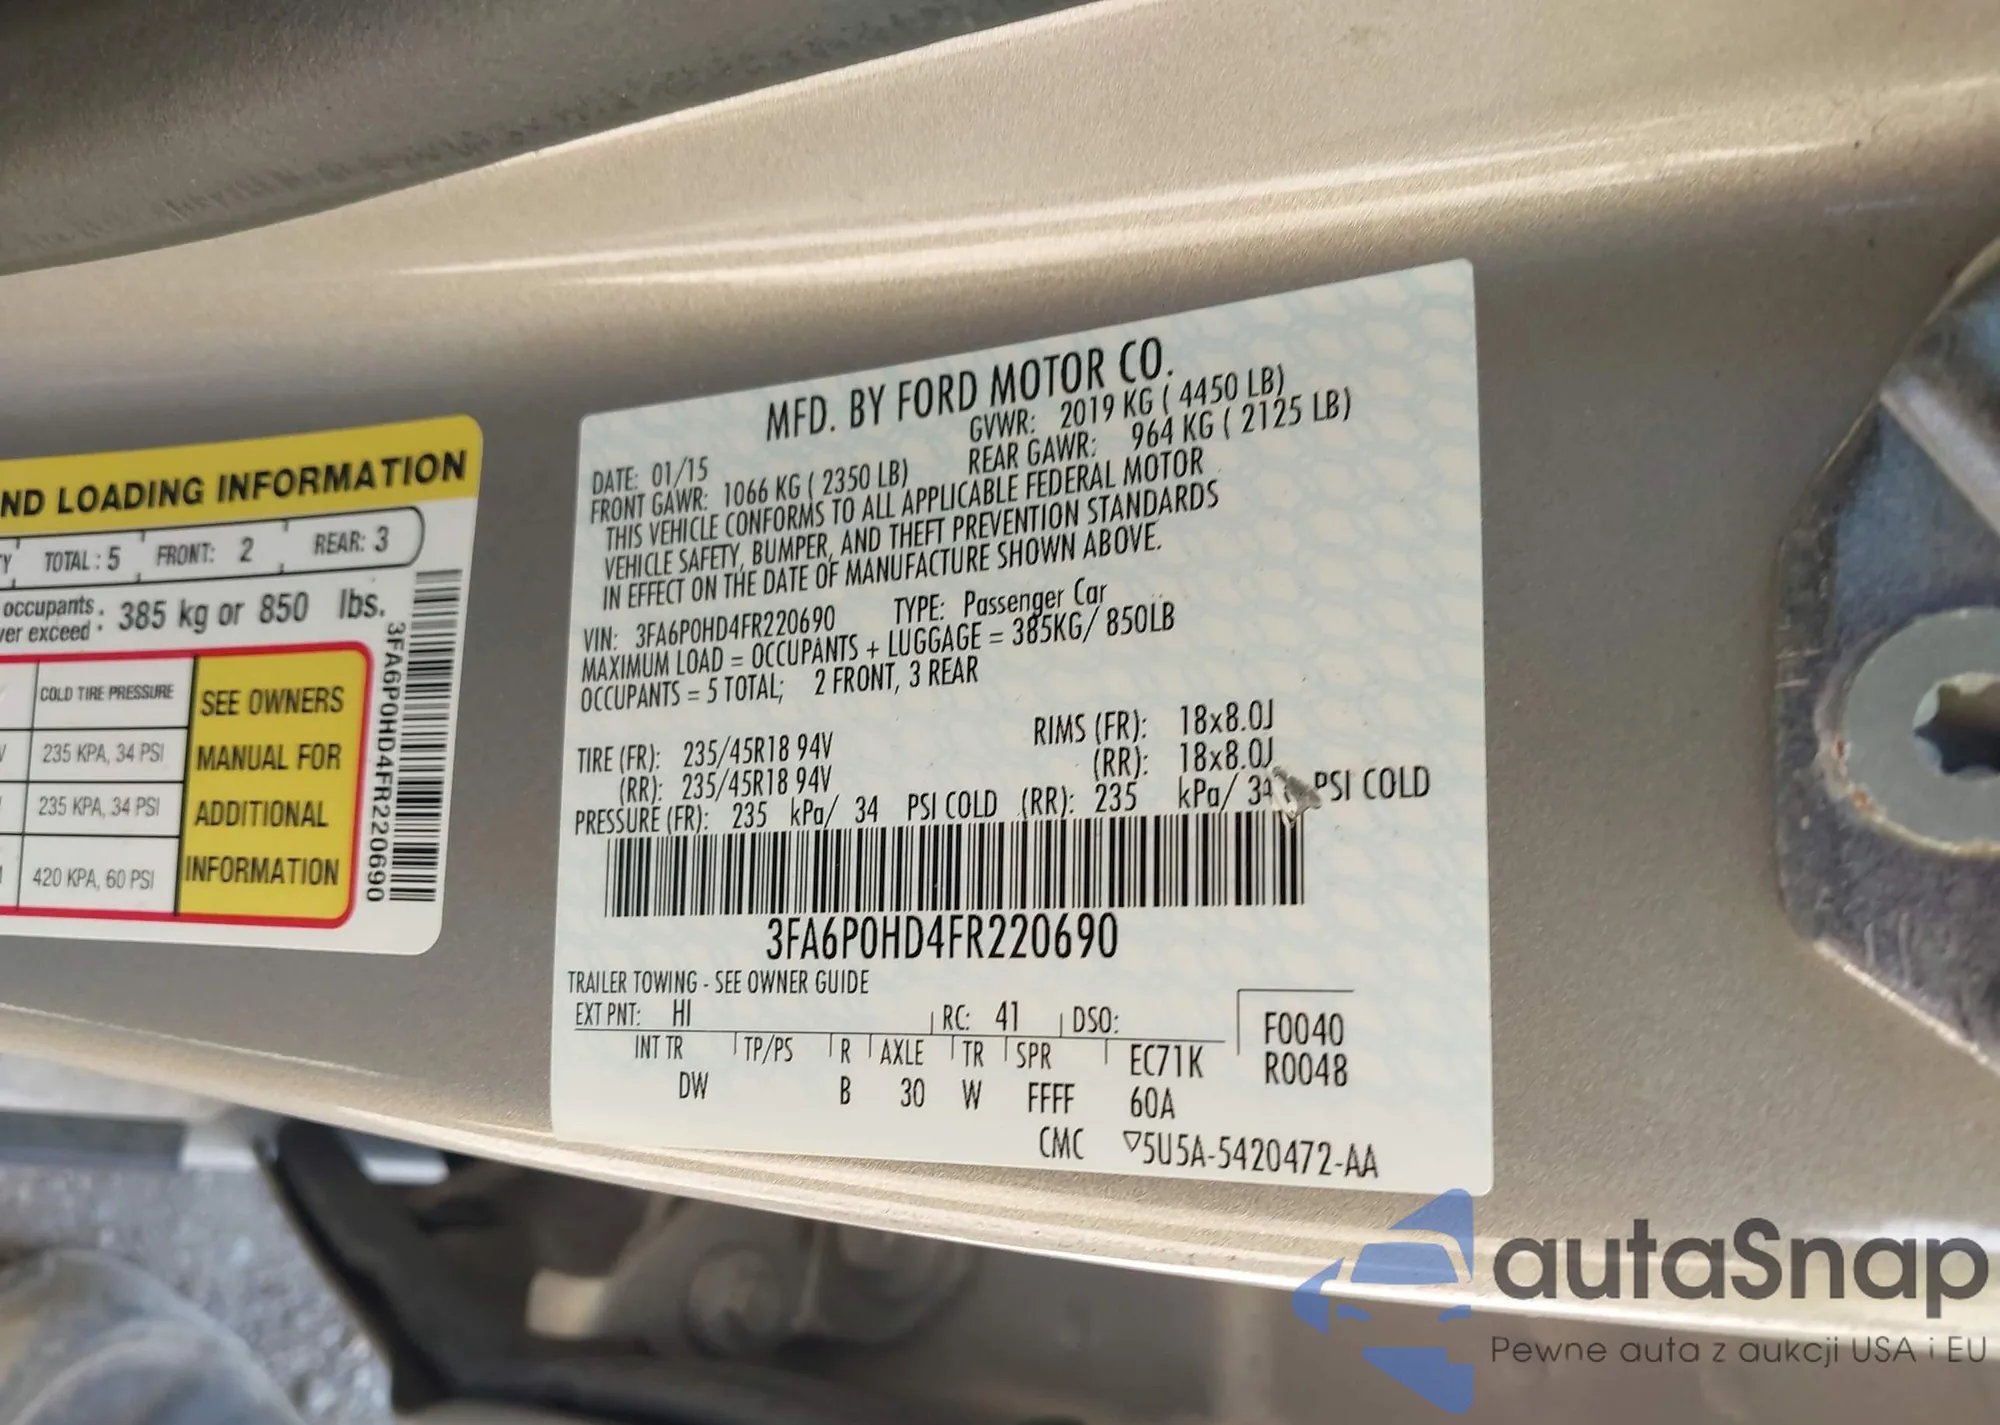 ND LOADING INFORMATION
TOTAL : 5 FRONT: 2 REAR: 3
occupants 385 kg or 850 lbs.
ver exceed
COLD TIRE PRESSURE
235 KPA, 34 PSI
235 KPA, 34 PSI
420 KPA, 60 PSI
SEE OWNERS
MANUAL FOR
ADDITIONAL
INFORMATION
3FA6P0HD4FR220690
MFD. BY FORD MOTOR CO.
DATE: 01/15 GVWR: 2019 KG ( 4450 LB)
FRONT GAWR: 1066 KG ( 2350 LB) REAR GAWR: 964 KG ( 2125 LB)
THIS VEHICLE CONFORMS TO ALL APPLICABLE FEDERAL MOTOR
VEHICLE SAFETY, BUMPER, AND THEFT PREVENTION STANDARDS
IN EFFECT ON THE DATE OF MANUFACTURE SHOWN ABOVE.
VIN: 3FA6P0HD4FR220690 TYPE: Passenger Car
MAXIMUM LOAD = OCCUPANTS + LUGGAGE = 385KG/ 850LB
OCCUPANTS = 5 TOTAL; 2 FRONT, 3 REAR
TIRE (FR): 235/45R18 94V RIMS (FR): 18x8.0J
(RR): 235/45R18 94V (RR): 18x8.0J
PRESSURE (FR): 235 kPa/ 34 PSI COLD (RR): 235 kPa/ 34 PSI COLD
3FA6P0HD4FR220690
TRAILER TOWING - SEE OWNER GUIDE
EXT PNT: HI RC: 41 DSO: F0040
INT TR TP/PS R AXLE TR SPR EC71K R0048
DW B 30 W FFFF 60A
CMC ▽5U5A-5420472-AA
autaSnap
Pewne auta z aukcji USA i EU